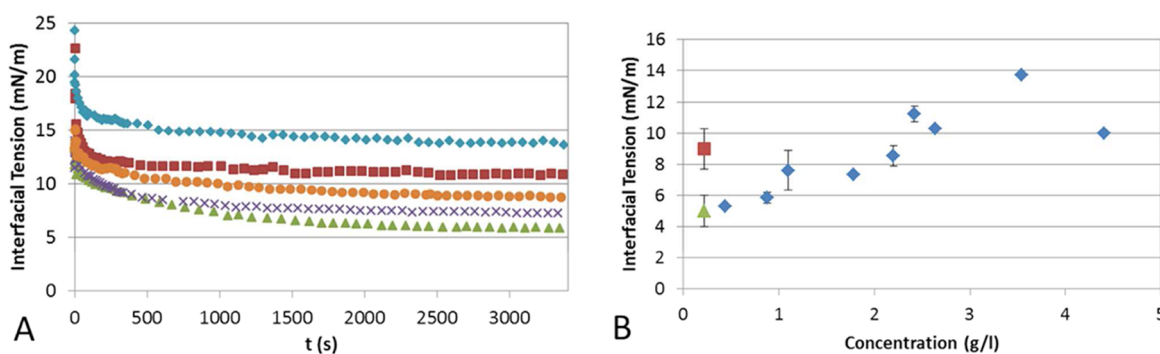 25
20
15
10
5
0
0 500 1000 1500 2000 2500 3000
Interfacial Tension (mN/m)
t (s)
A
16
14
12
10
8
6
4
2
0
0 1 2 3 4 5
Interfacial Tension (mN/m)
Concentration (g/l)
B